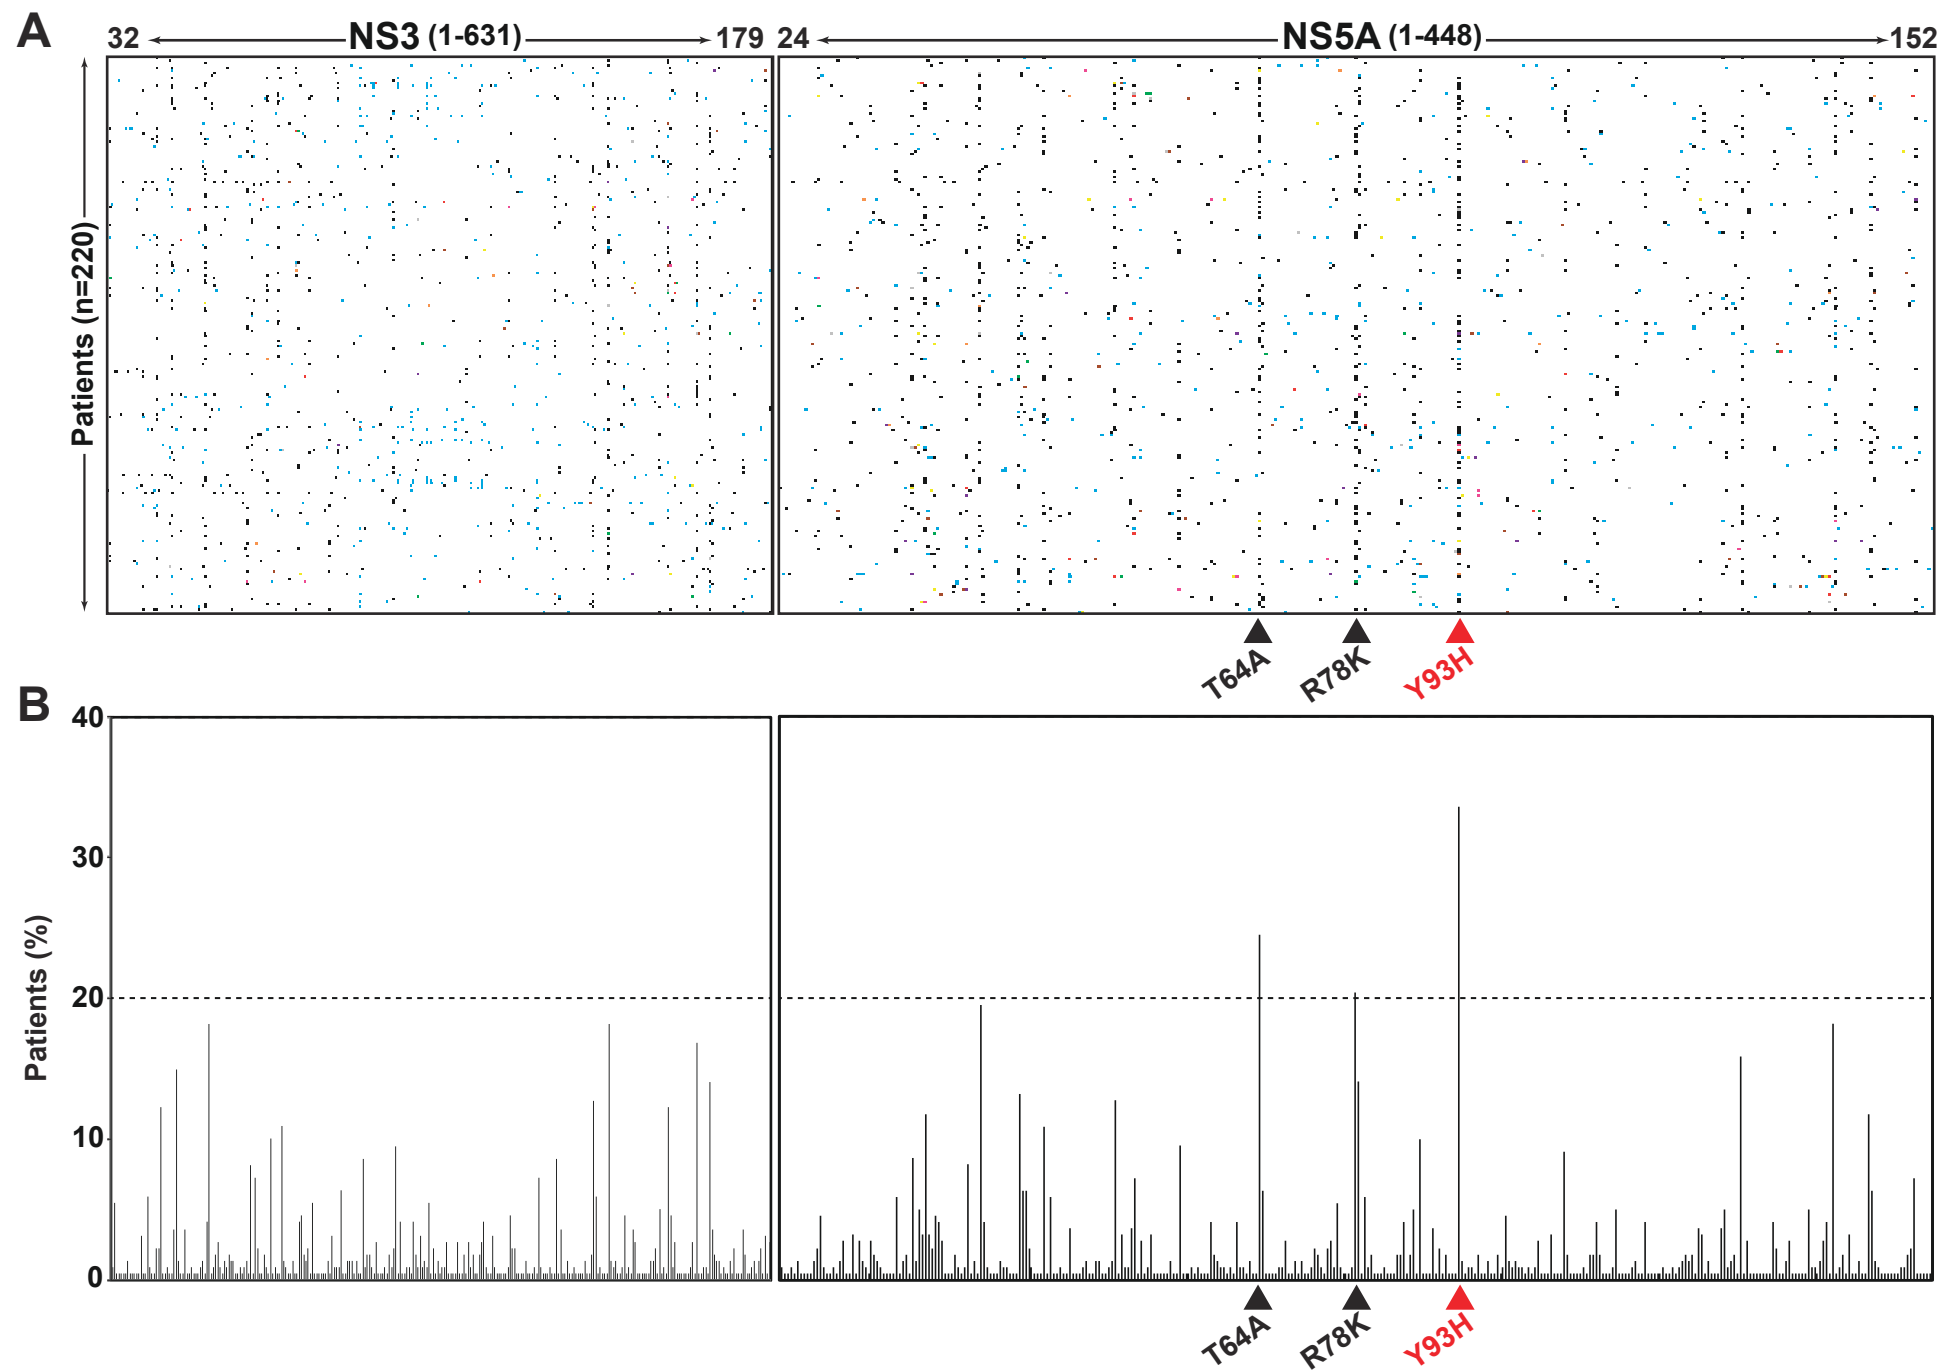 A
32 NS3 (1-631) 179 24 NS5A (1-448) 152
Patients (n=220)
T64A R78K Y93H
B
40
30
20
10
0
Patients (%)
T64A R78K Y93H